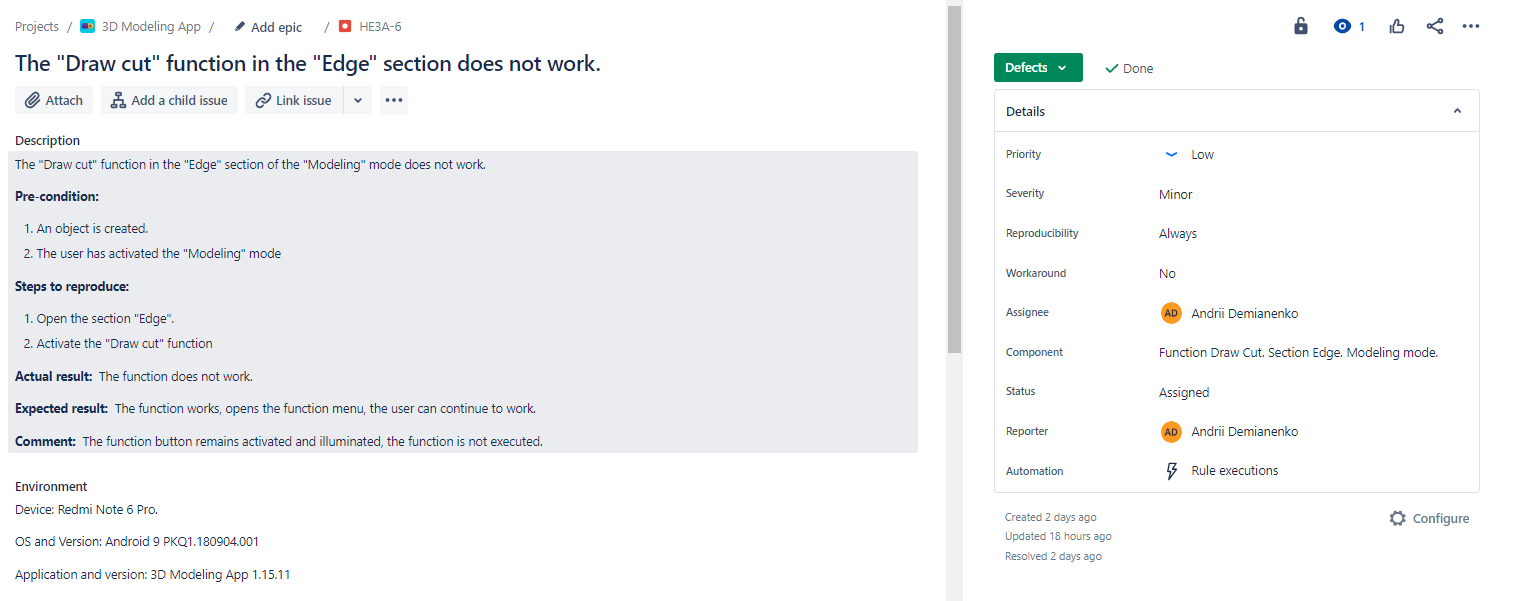 Projects / 3D Modeling App / Add epic / HE3A-6
The "Draw cut" function in the "Edge" section does not work.
Attach Add a child issue Link issue
Description
The "Draw cut" function in the "Edge" section of the "Modeling" mode does not work.
Pre-condition:
1. An object is created.
2. The user has activated the "Modeling" mode
Steps to reproduce:
1. Open the section "Edge".
2. Activate the "Draw cut" function
Actual result: The function does not work.
Expected result: The function works, opens the function menu, the user can continue to work.
Comment: The function button remains activated and illuminated, the function is not executed.
Environment
Device: Redmi Note 6 Pro.
OS and Version: Android 9 PKQ1.180904.001
Application and version: 3D Modeling App 1.15.11
1
Defects Done
Details
Priority Low
Severity Minor
Reproducibility Always
Workaround No
Assignee AD Andrii Demianenko
Component Function Draw Cut. Section Edge. Modeling mode.
Status Assigned
Reporter AD Andrii Demianenko
Automation Rule executions
Created 2 days ago Configure
Updated 18 hours ago
Resolved 2 days ago